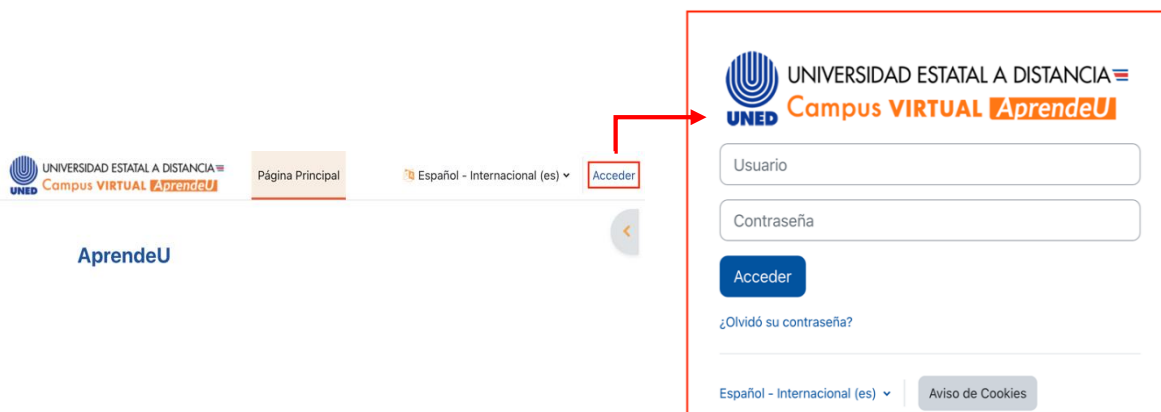 UNED
UNIVERSIDAD ESTATAL A DISTANCIA
Campus VIRTUAL AprendeU
Página Principal
Español - Internacional (es)
Acceder
AprendeU
UNED
UNIVERSIDAD ESTATAL A DISTANCIA
Campus VIRTUAL AprendeU
Usuario
Contraseña
Acceder
¿Olvidó su contraseña?
Español - Internacional (es)
Aviso de Cookies